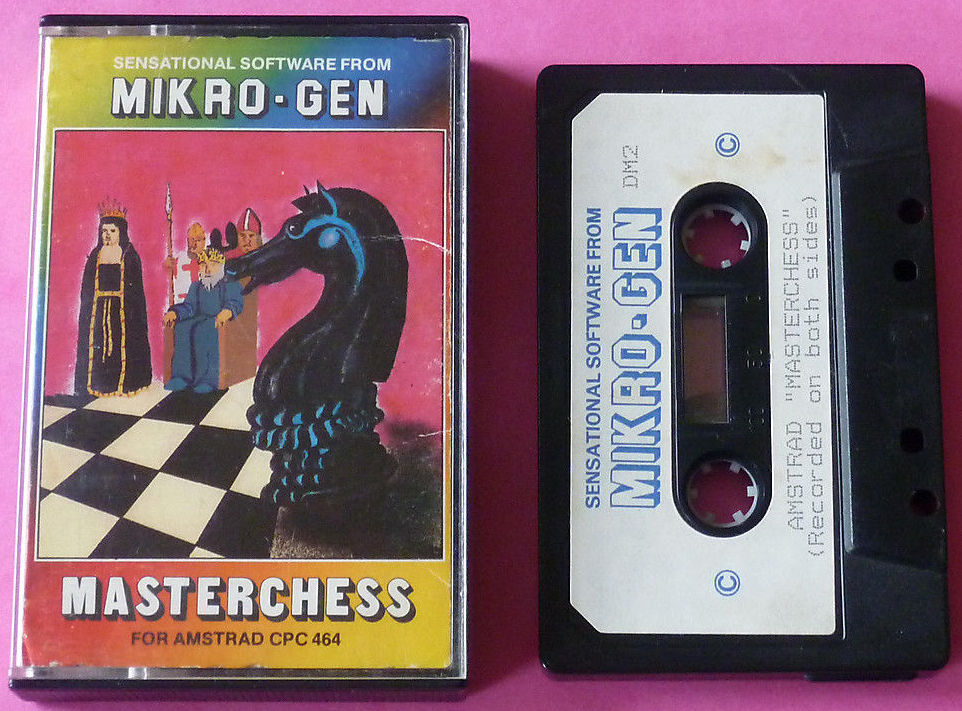 SENSATIONAL SOFTWARE FROM
MIKRO-GEN
MASTERCHESS
FOR AMSTRAD CPC 464
SENSATIONAL SOFTWARE FROM
MIKRO-GEN
DM2
©
©
AMSTRAD "MASTERCHESS"
(Recorded on both sides)